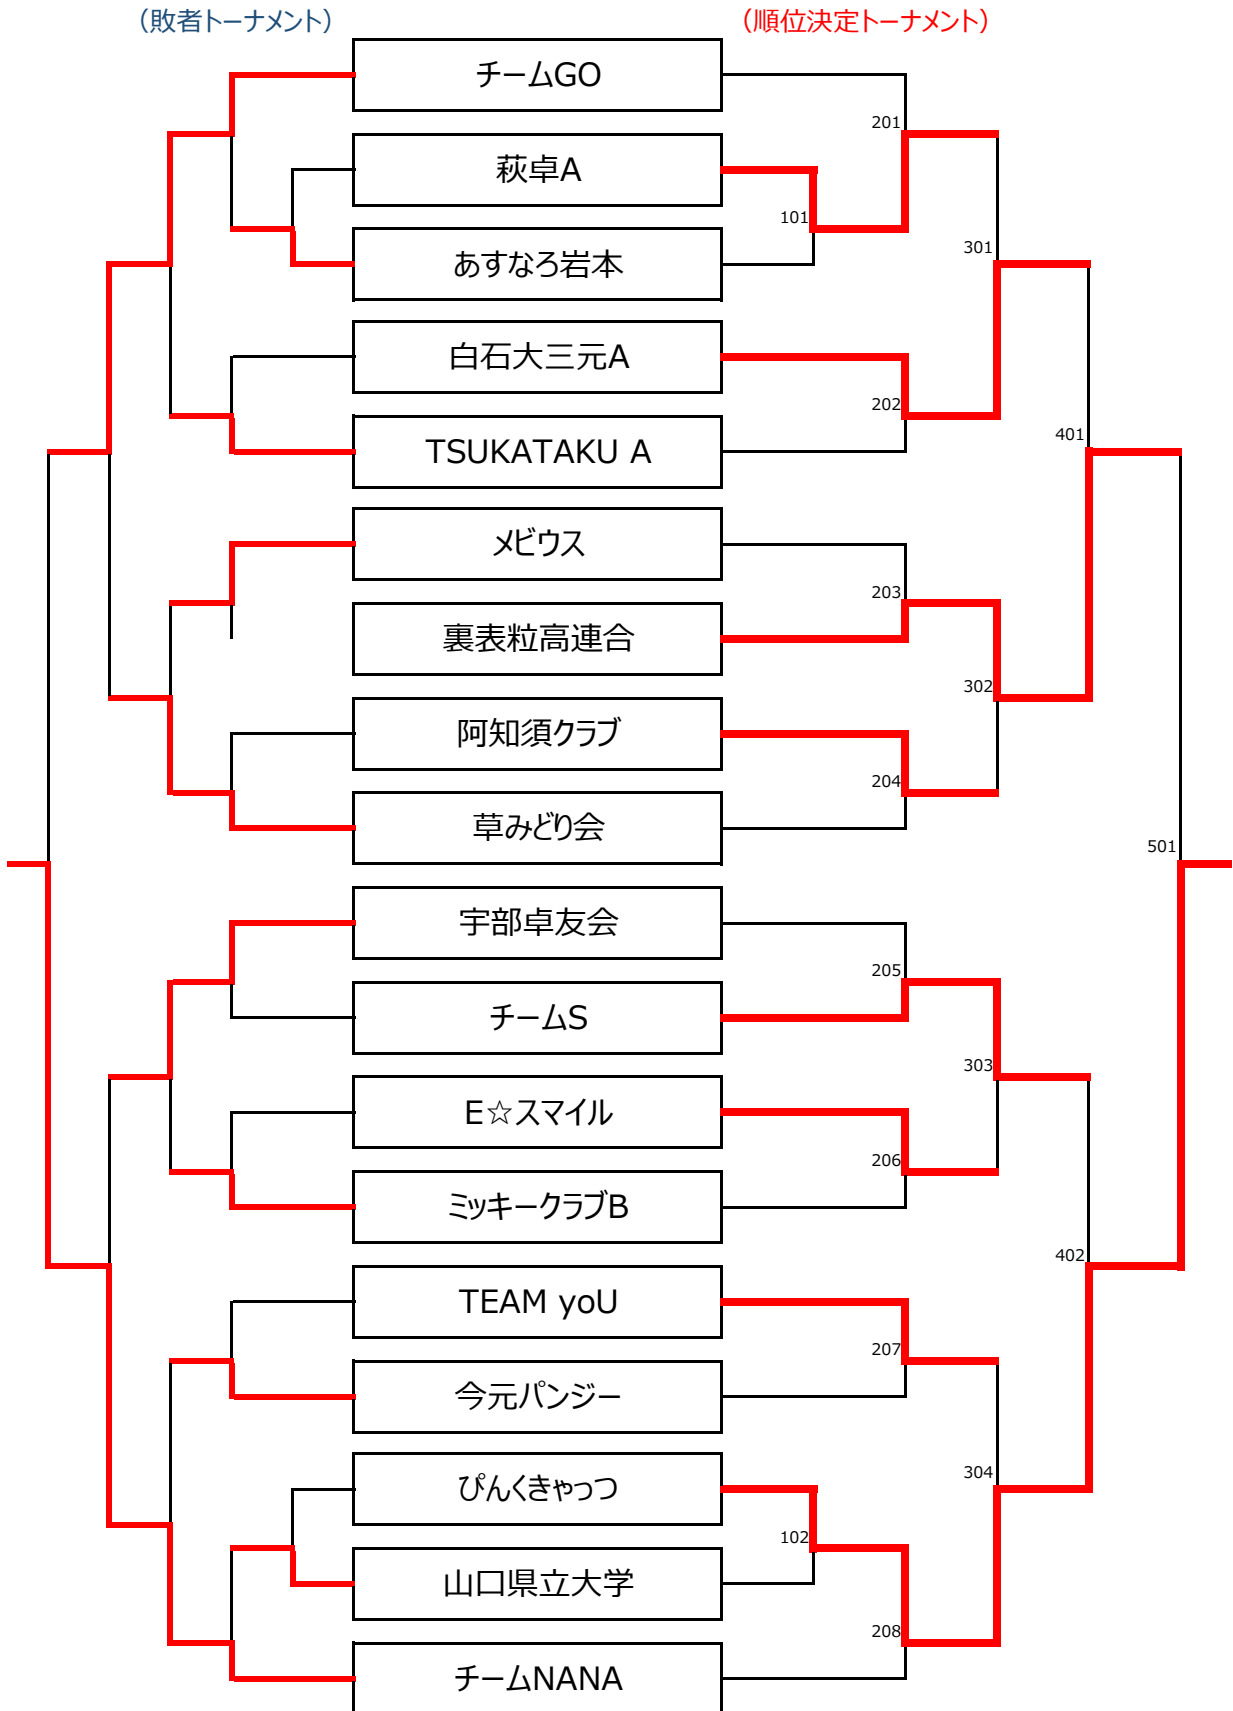 （敗者トーナメント）
（順位決定トーナメント）
チームGO
201
萩卓A
101
あすなろ岩本
301
白石大三元A
202
TSUKATAKU A
401
メビウス
203
裏表粒高連合
302
阿知須クラブ
204
草みどり会
501
宇部卓友会
205
チームS
303
E☆スマイル
206
ミッキークラブB
402
TEAM yoU
207
今元パンジー
304
ぴんくきゃっつ
102
山口県立大学
208
チームNANA